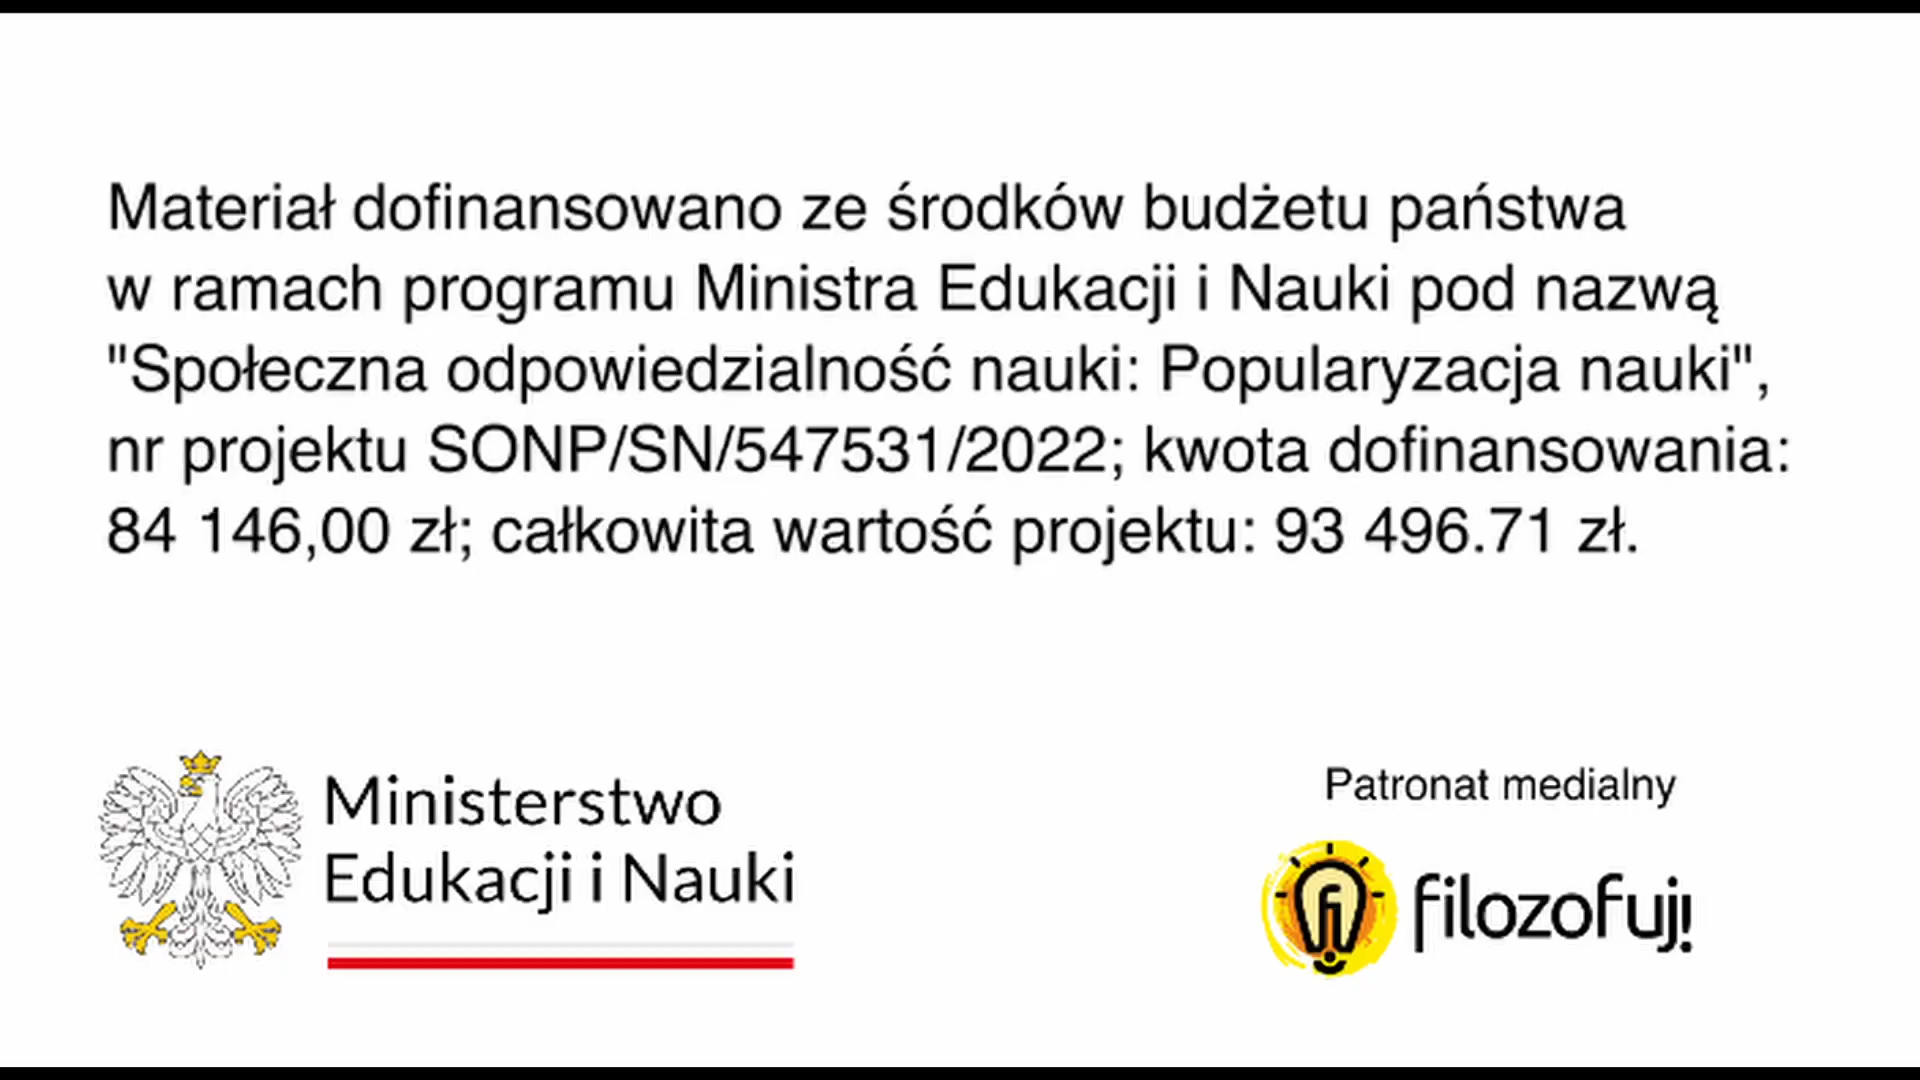 Materiał dofinansowano ze środków budżetu państwa
w ramach programu Ministra Edukacji i Nauki pod nazwą
"Społeczna odpowiedzialność nauki: Popularyzacja nauki",
nr projektu SONP/SN/547531/2022; kwota dofinansowania:
84 146,00 zł; całkowita wartość projektu: 93 496.71 zł.
Ministerstwo
Edukacji i Nauki
Patronat medialny
fi
filozofuj!